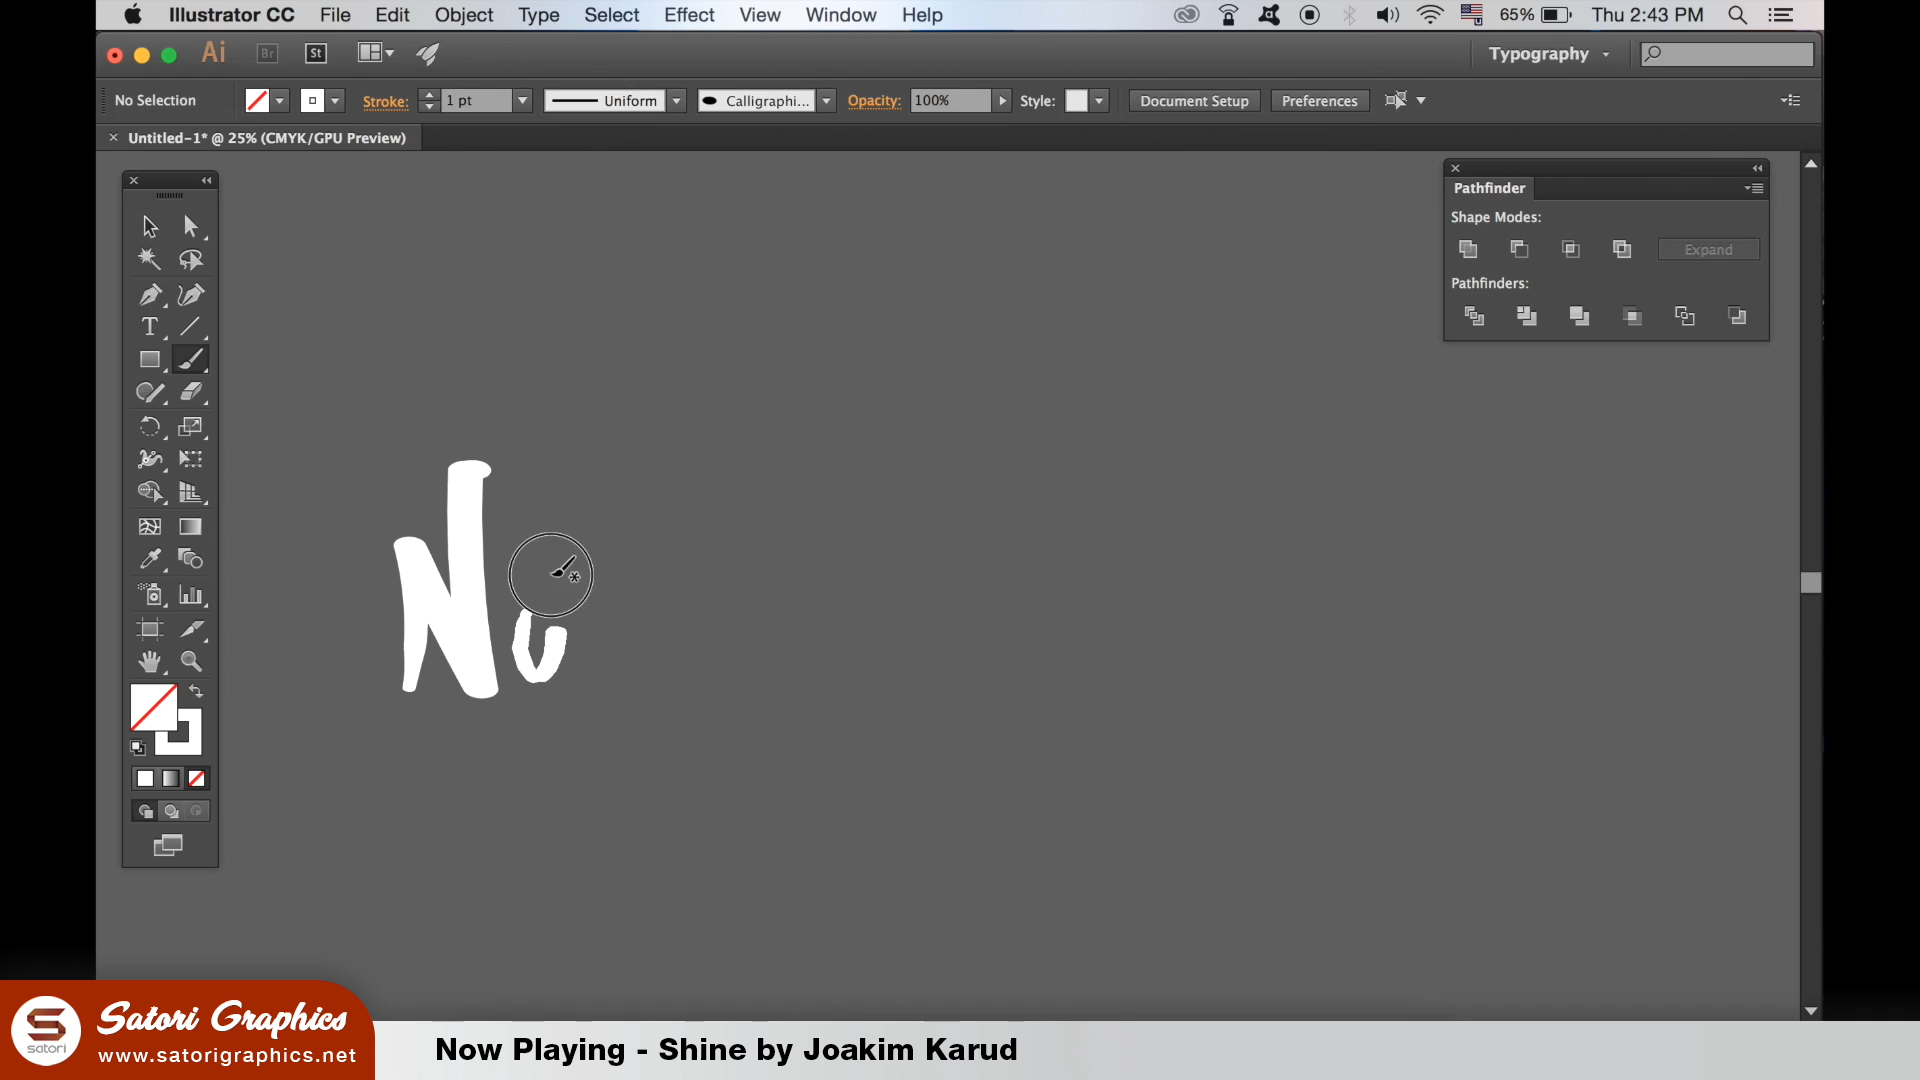 Illustrator CC File Edit Object Type Select Effect View Window Help 65% Thu 2:43 PM
Ai Br St Typography
No Selection Stroke: 1 pt Uniform Calligraphi... Opacity: 100% Style: Document Setup Preferences
Untitled-1* @ 25% (CMYK/GPU Preview)
Pathfinder
Shape Modes:
Expand
Pathfinders:
Nu
Satori Graphics
satori
www.satorigraphics.net
Now Playing - Shine by Joakim Karud